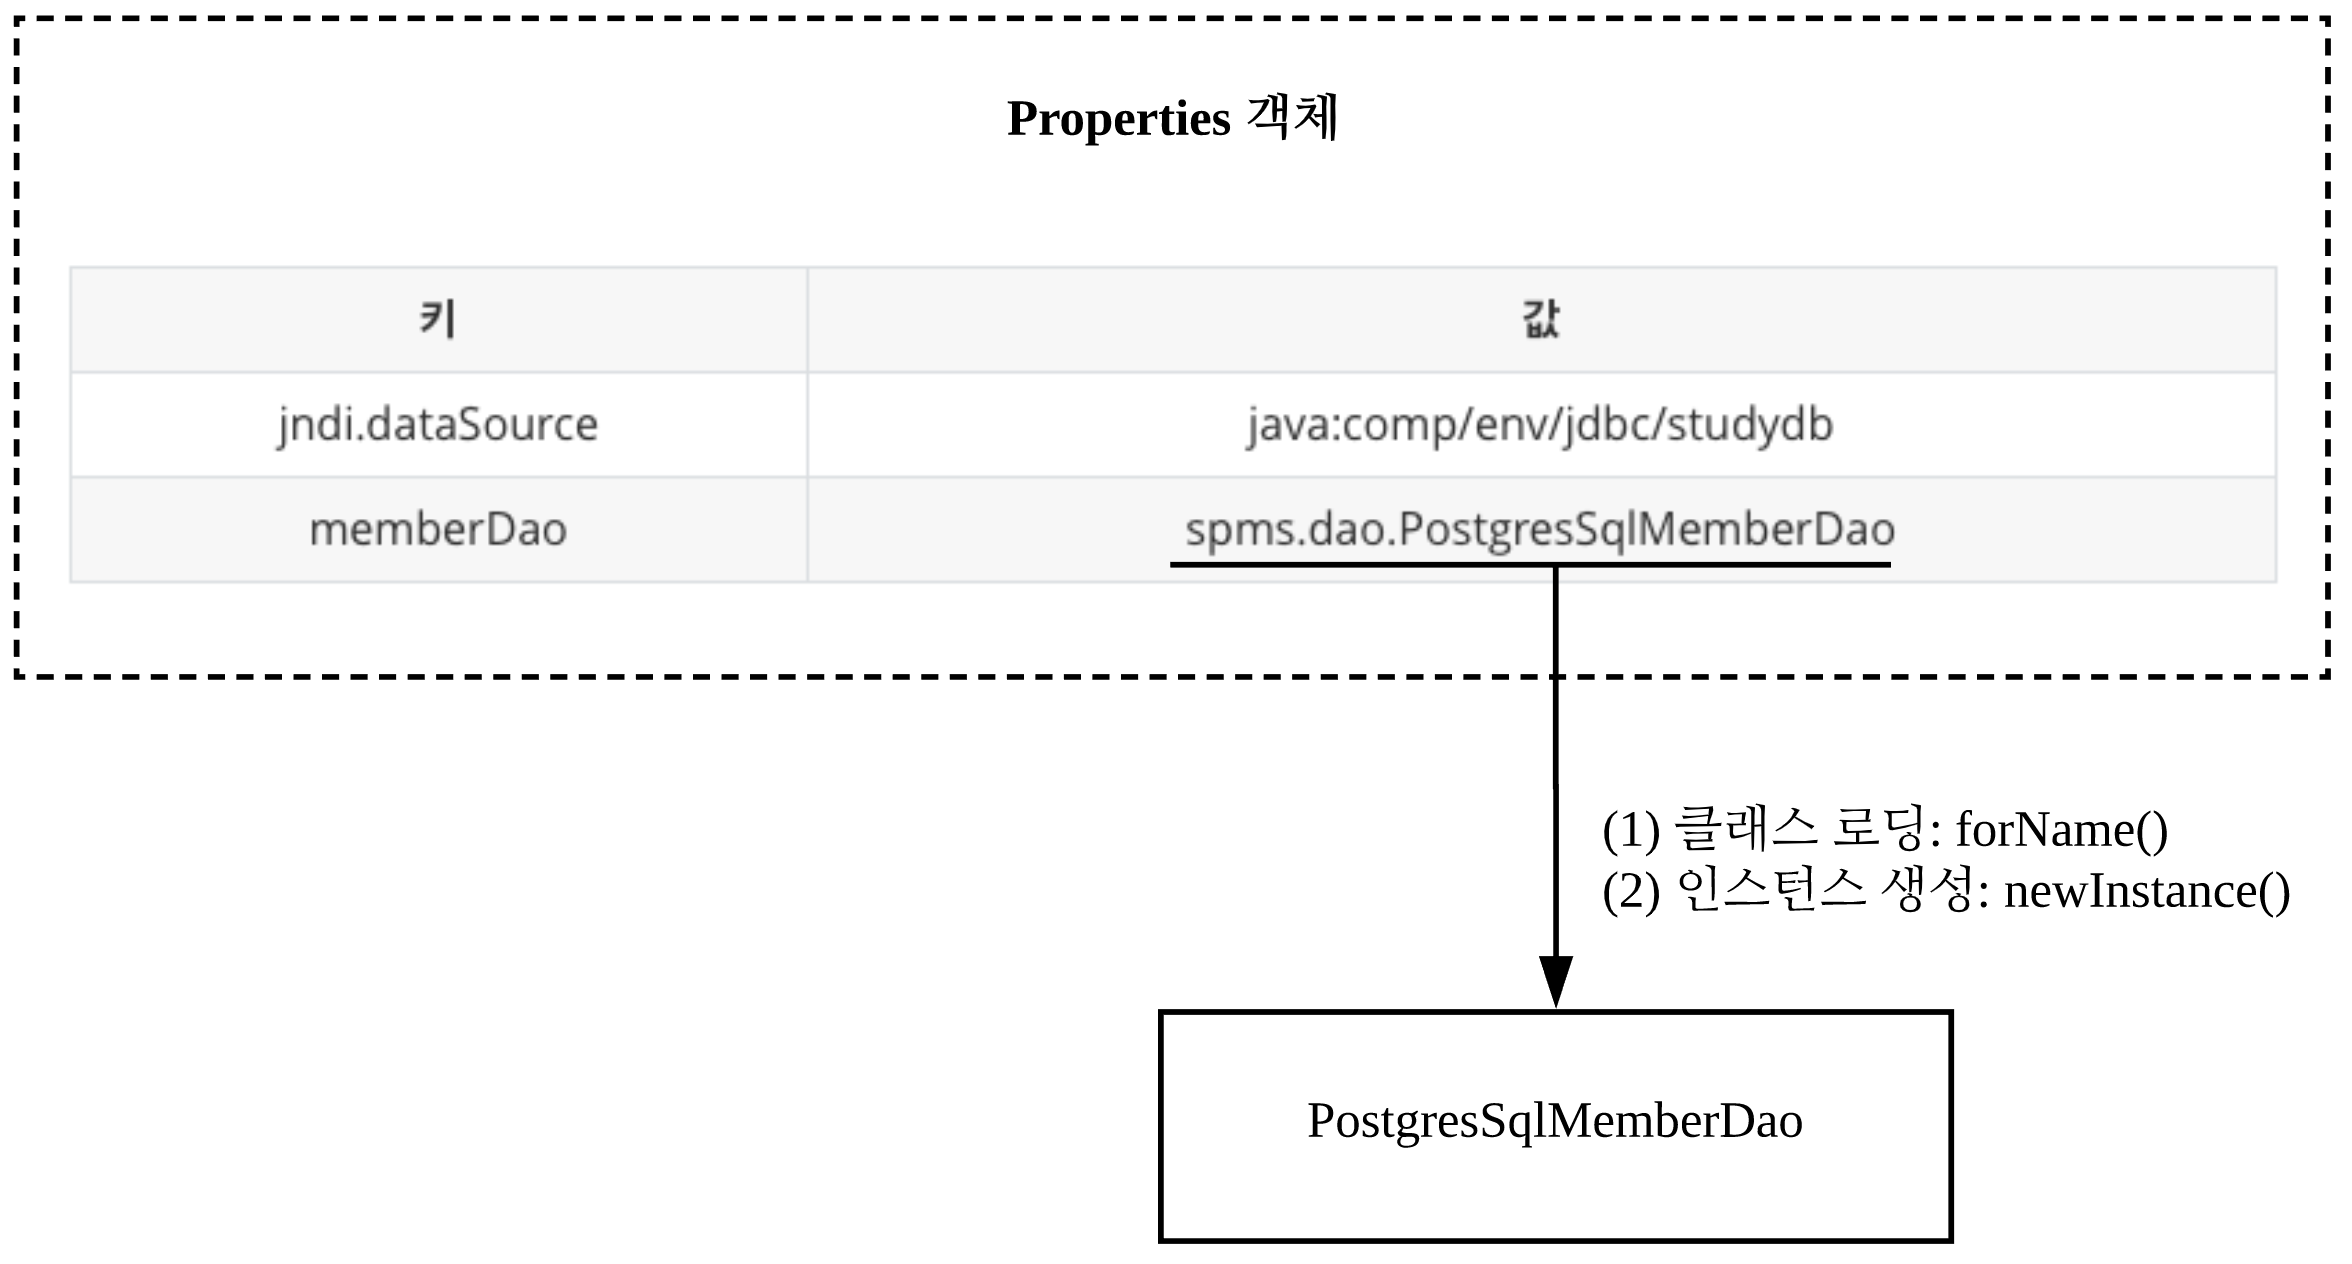 Properties 객체
키 값
jndi.dataSource java:comp/env/jdbc/studydb
memberDao spms.dao.PostgresSqlMemberDao
(1) 클래스 로딩: forName()
(2) 인스턴스 생성: newInstance()
PostgresSqlMemberDao